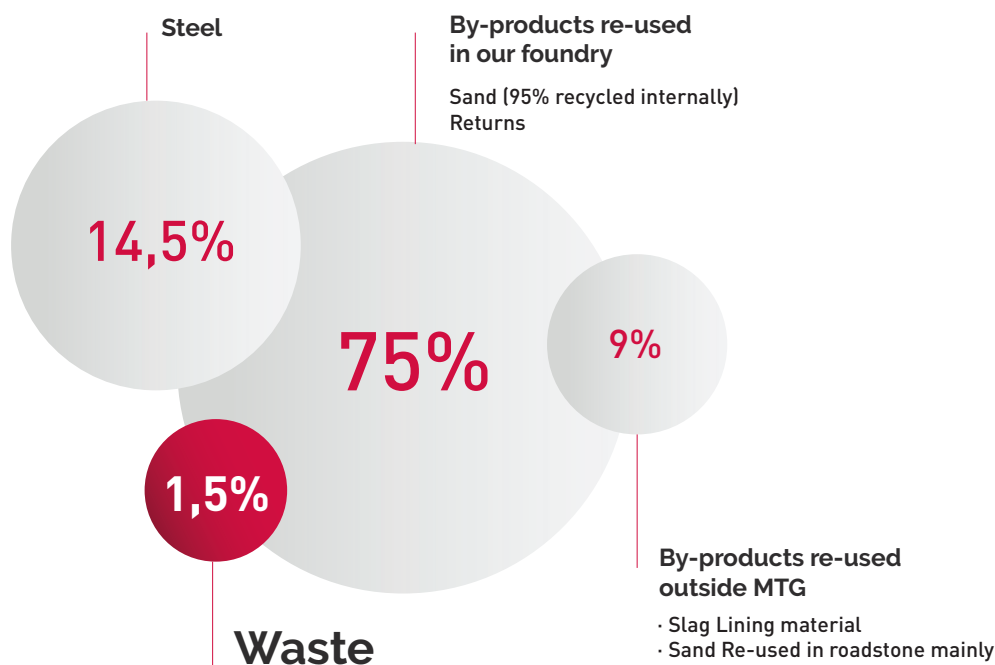 Steel
By-products re-used
in our foundry
Sand (95% recycled internally)
Returns
14,5%
75%
9%
1,5%
By-products re-used
outside MTG
· Slag Lining material
· Sand Re-used in roadstone mainly
Waste